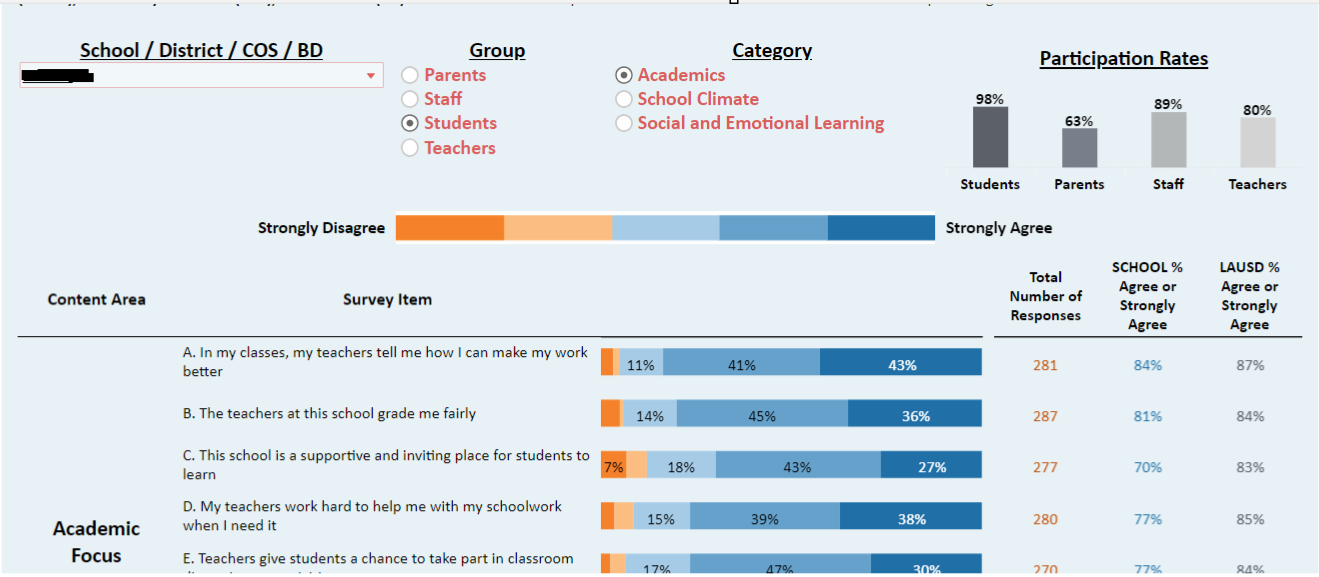 School / District / COS / BD
Group
Parents
Staff
Students
Teachers
Category
Academics
School Climate
Social and Emotional Learning
Participation Rates
98%
63%
89%
80%
Students
Parents
Staff
Teachers
Strongly Disagree
Strongly Agree
Content Area
Survey Item
Total
Number of
Responses
SCHOOL %
Agree or
Strongly
Agree
LAUSD %
Agree or
Strongly
Agree
Academic
Focus
A. In my classes, my teachers tell me how I can make my work
better
11% 41% 43% 281 84% 87%
B. The teachers at this school grade me fairly
14% 45% 36% 287 81% 84%
C. This school is a supportive and inviting place for students to
learn
7% 18% 43% 27% 277 70% 83%
D. My teachers work hard to help me with my schoolwork
when I need it
15% 39% 38% 280 77% 85%
E. Teachers give students a chance to take part in classroom
17% 47% 30% 270 77% 84%